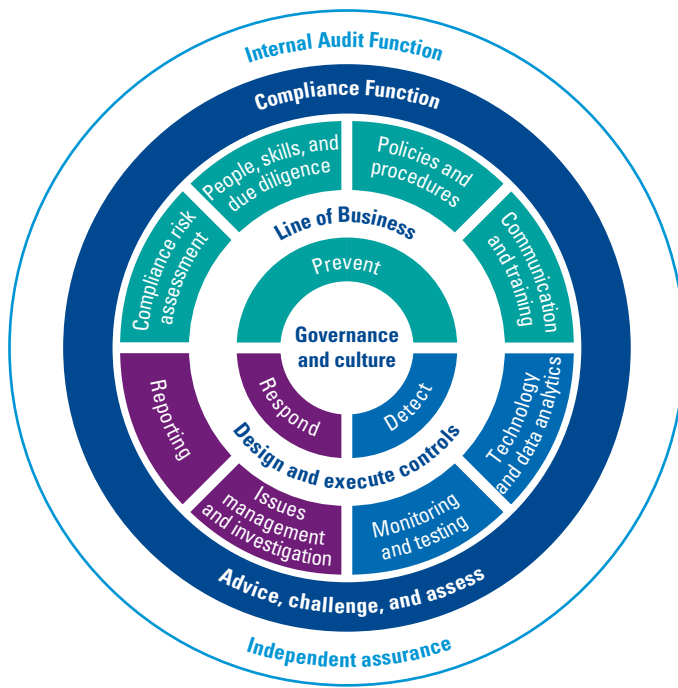 Internal Audit Function
Compliance Function
People, skills, and
due diligence
Policies and
procedures
Compliance risk
assessment
Communication
and training
Line of Business
Prevent
Governance
and culture
Respond
Detect
Design and execute controls
Reporting
Technology
and data analytics
Issues
management
and investigation
Monitoring
and testing
Advice, challenge, and assess
Independent assurance